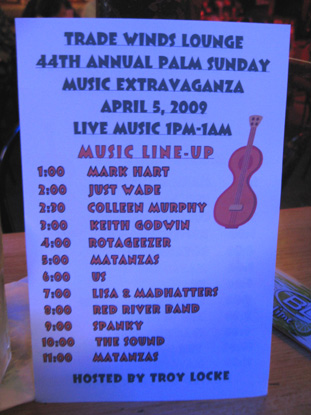 TRADE WINDS LOUNGE
44TH ANNUAL PALM SUNDAY
MUSIC EXTRAVAGANZA
APRIL 5, 2009
LIVE MUSIC 1PM-1AM
MUSIC LINE-UP
1:00 MARK HART
2:00 JUST WADE
2:30 COLLEEN MURPHY
3:00 KEITH GODWIN
4:00 ROTAGEEZER
5:00 MATANZAS
6:00 US
7:00 LISA & MADHATTERS
8:00 RED RIVER BAND
9:00 SPANKY
10:00 THE SOUND
11:00 MATANZAS
HOSTED BY TROY LOCKE